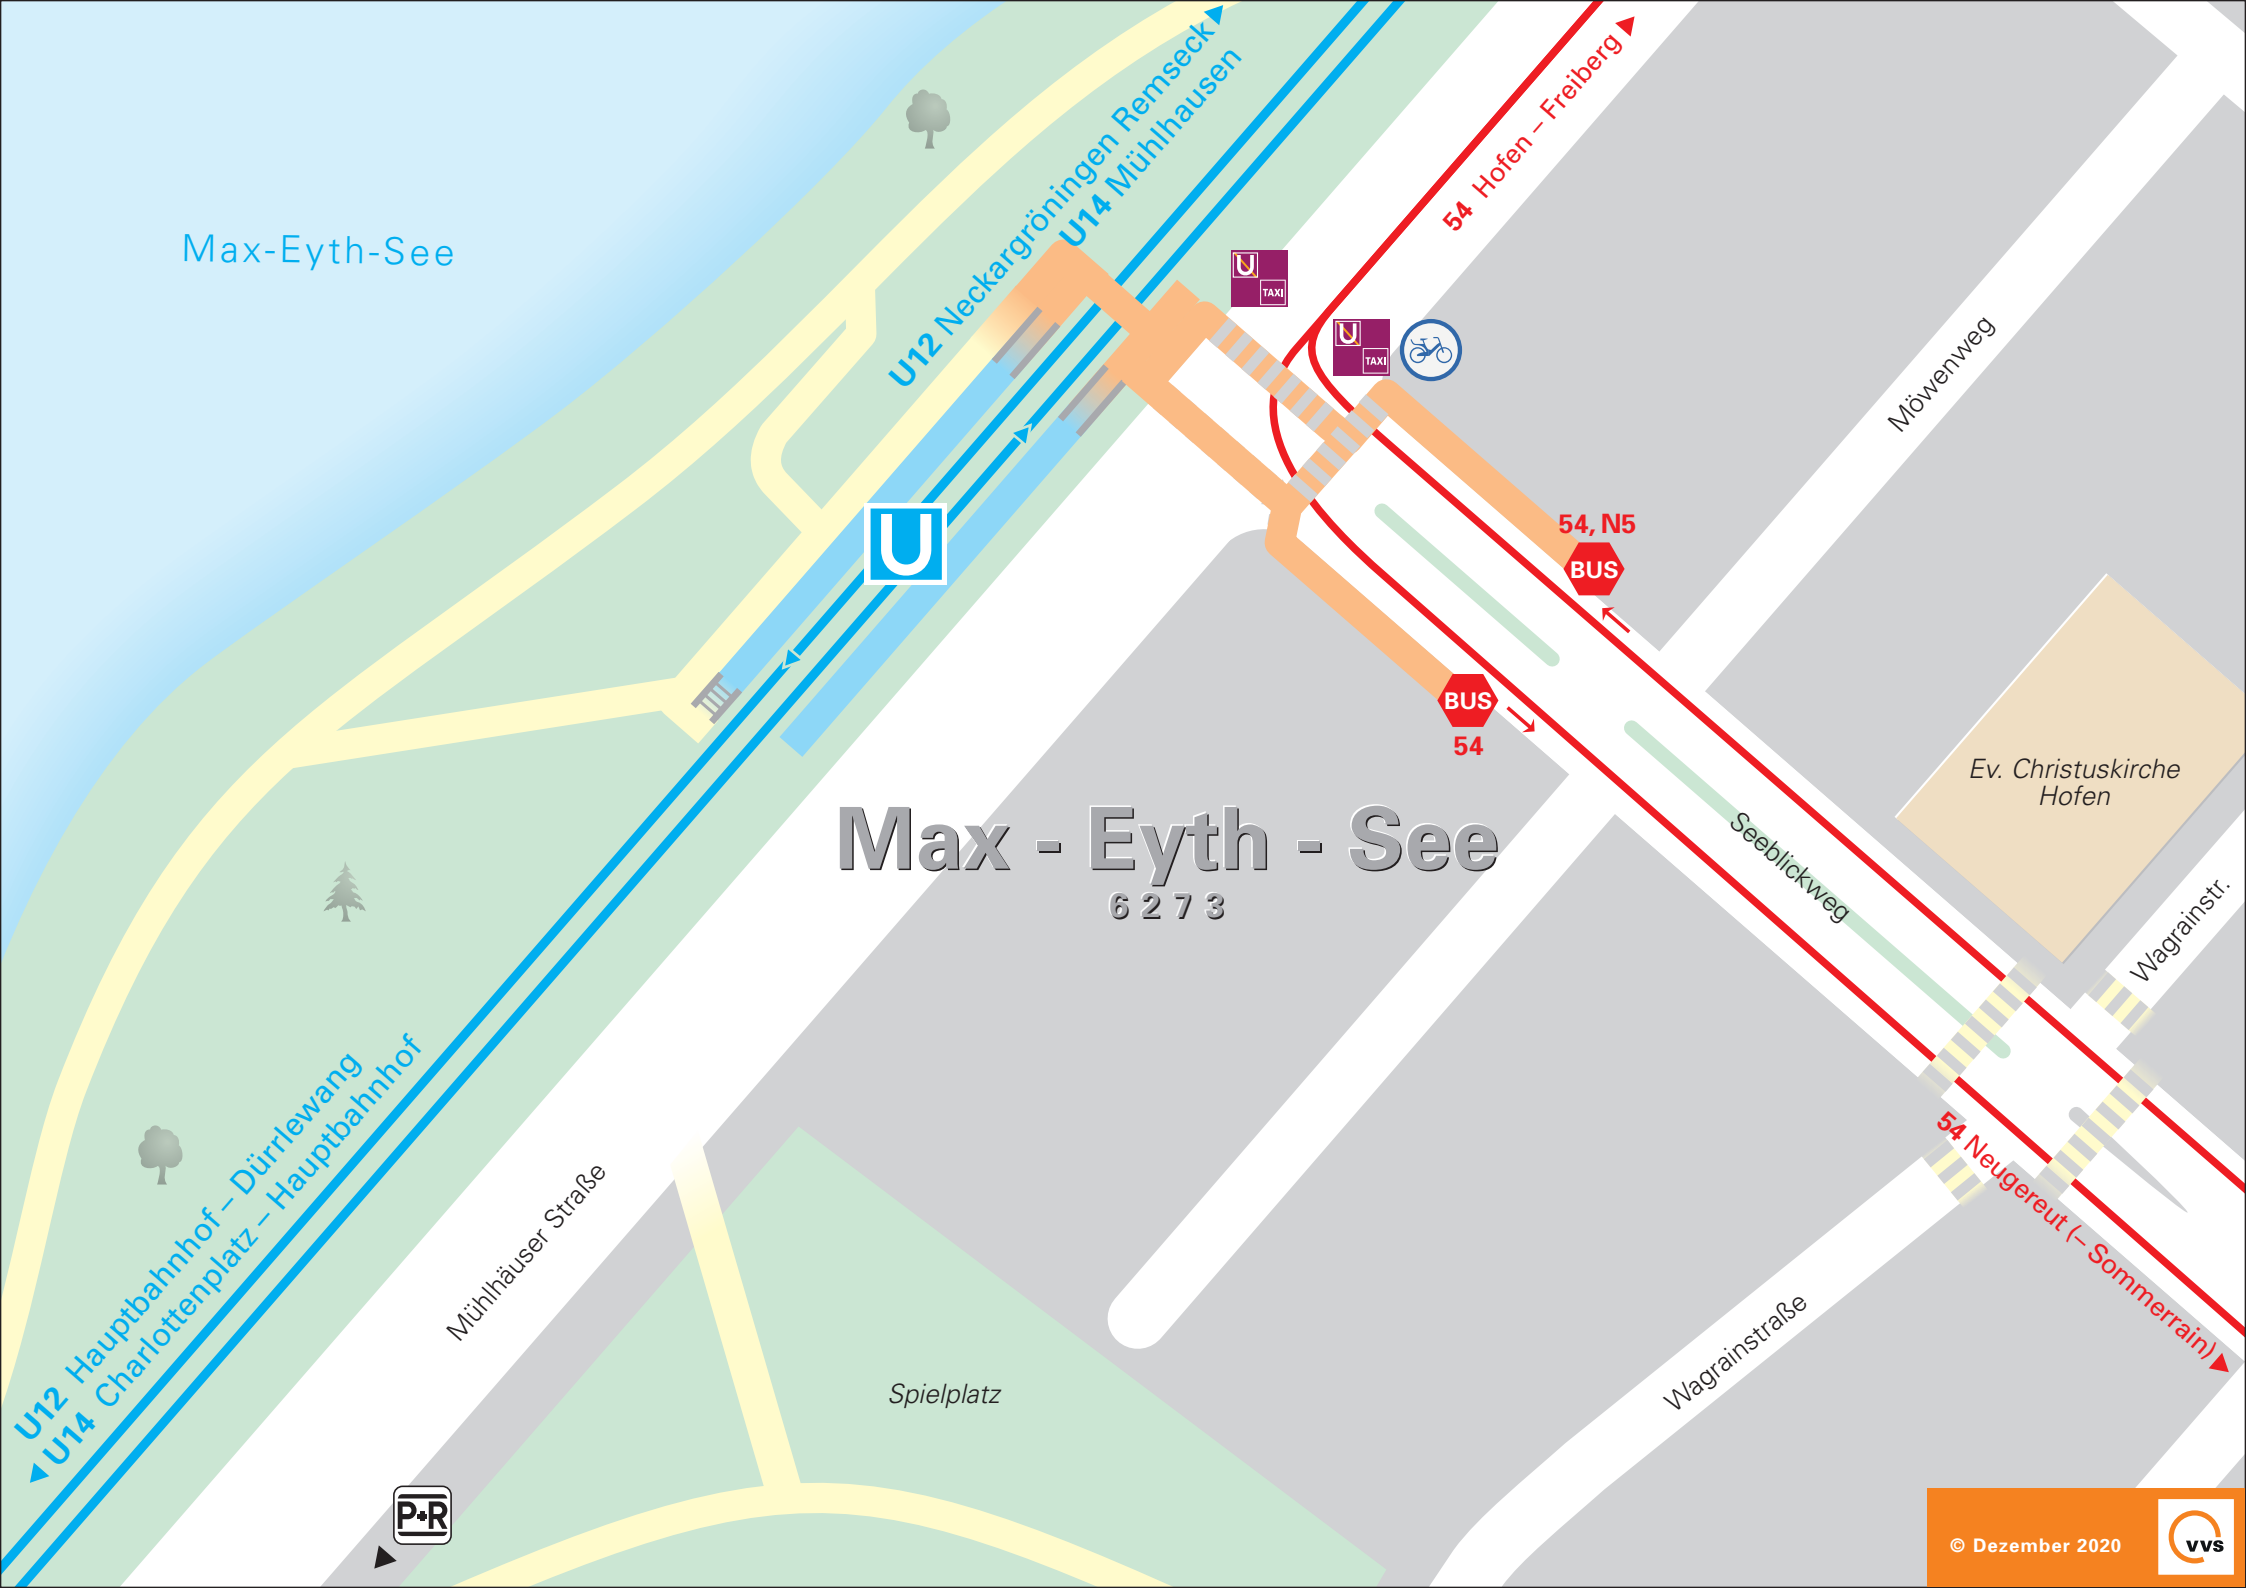 U12 Neckargröningen Remseck
U14 Mühlhausen
54 Hofen – Freiberg
Max-Eyth-See
U
TAXI
U
TAXI
Möwenweg
54, N5
BUS
U
BUS
54
Ev. Christuskirche
Hofen
Max - Eyth - See
6273
Seeblickweg
Wagrainstr.
U12 Hauptbahnhof – Dürrlewang
U14 Charlottenplatz – Hauptbahnhof
54 Neugereut (– Sommerrain)
Mühlhäuser Straße
Wagrainstraße
Spielplatz
P+R
© Dezember 2020
vvs